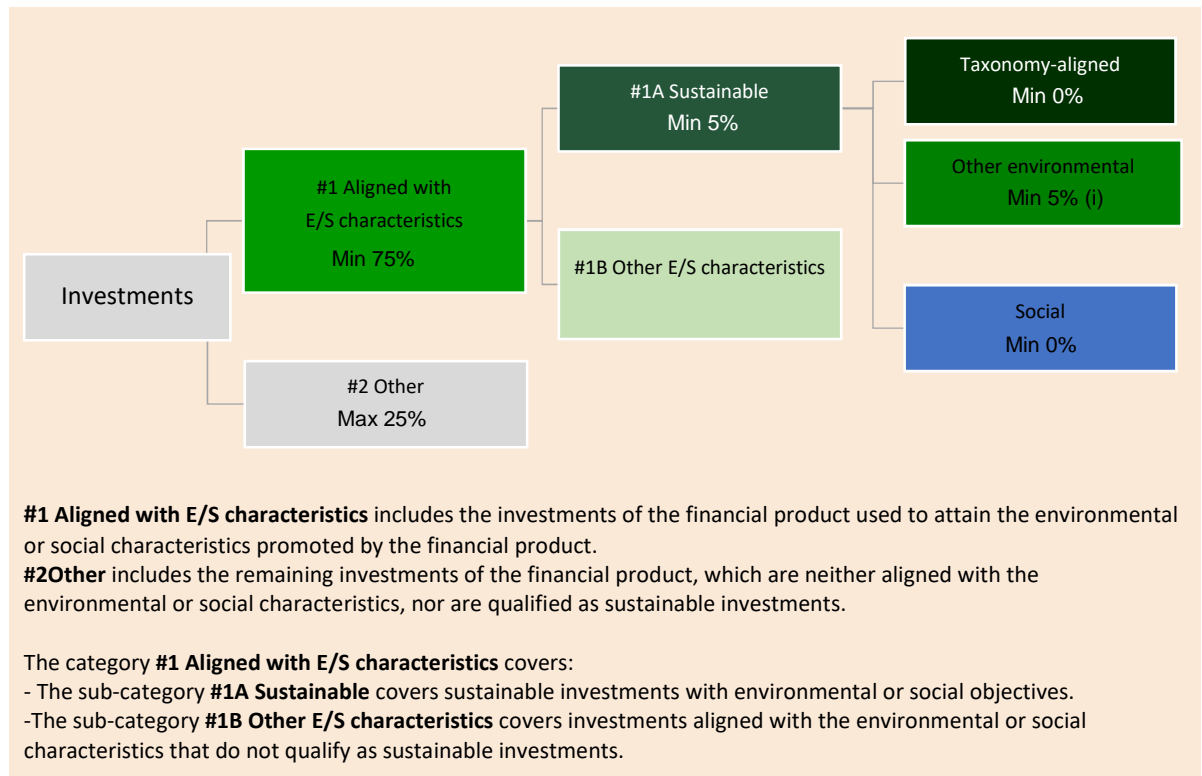 Taxonomy-aligned
Min 0%
#1A Sustainable
Min 5%
Other environmental
Min 5% (i)
#1 Aligned with
E/S characteristics
Min 75%
#1B Other E/S characteristics
Investments
Social
Min 0%
#2 Other
Max 25%
#1 Aligned with E/S characteristics includes the investments of the financial product used to attain the environmental
or social characteristics promoted by the financial product.
#2Other includes the remaining investments of the financial product, which are neither aligned with the
environmental or social characteristics, nor are qualified as sustainable investments.
The category #1 Aligned with E/S characteristics covers:
- The sub-category #1A Sustainable covers sustainable investments with environmental or social objectives.
-The sub-category #1B Other E/S characteristics covers investments aligned with the environmental or social
characteristics that do not qualify as sustainable investments.